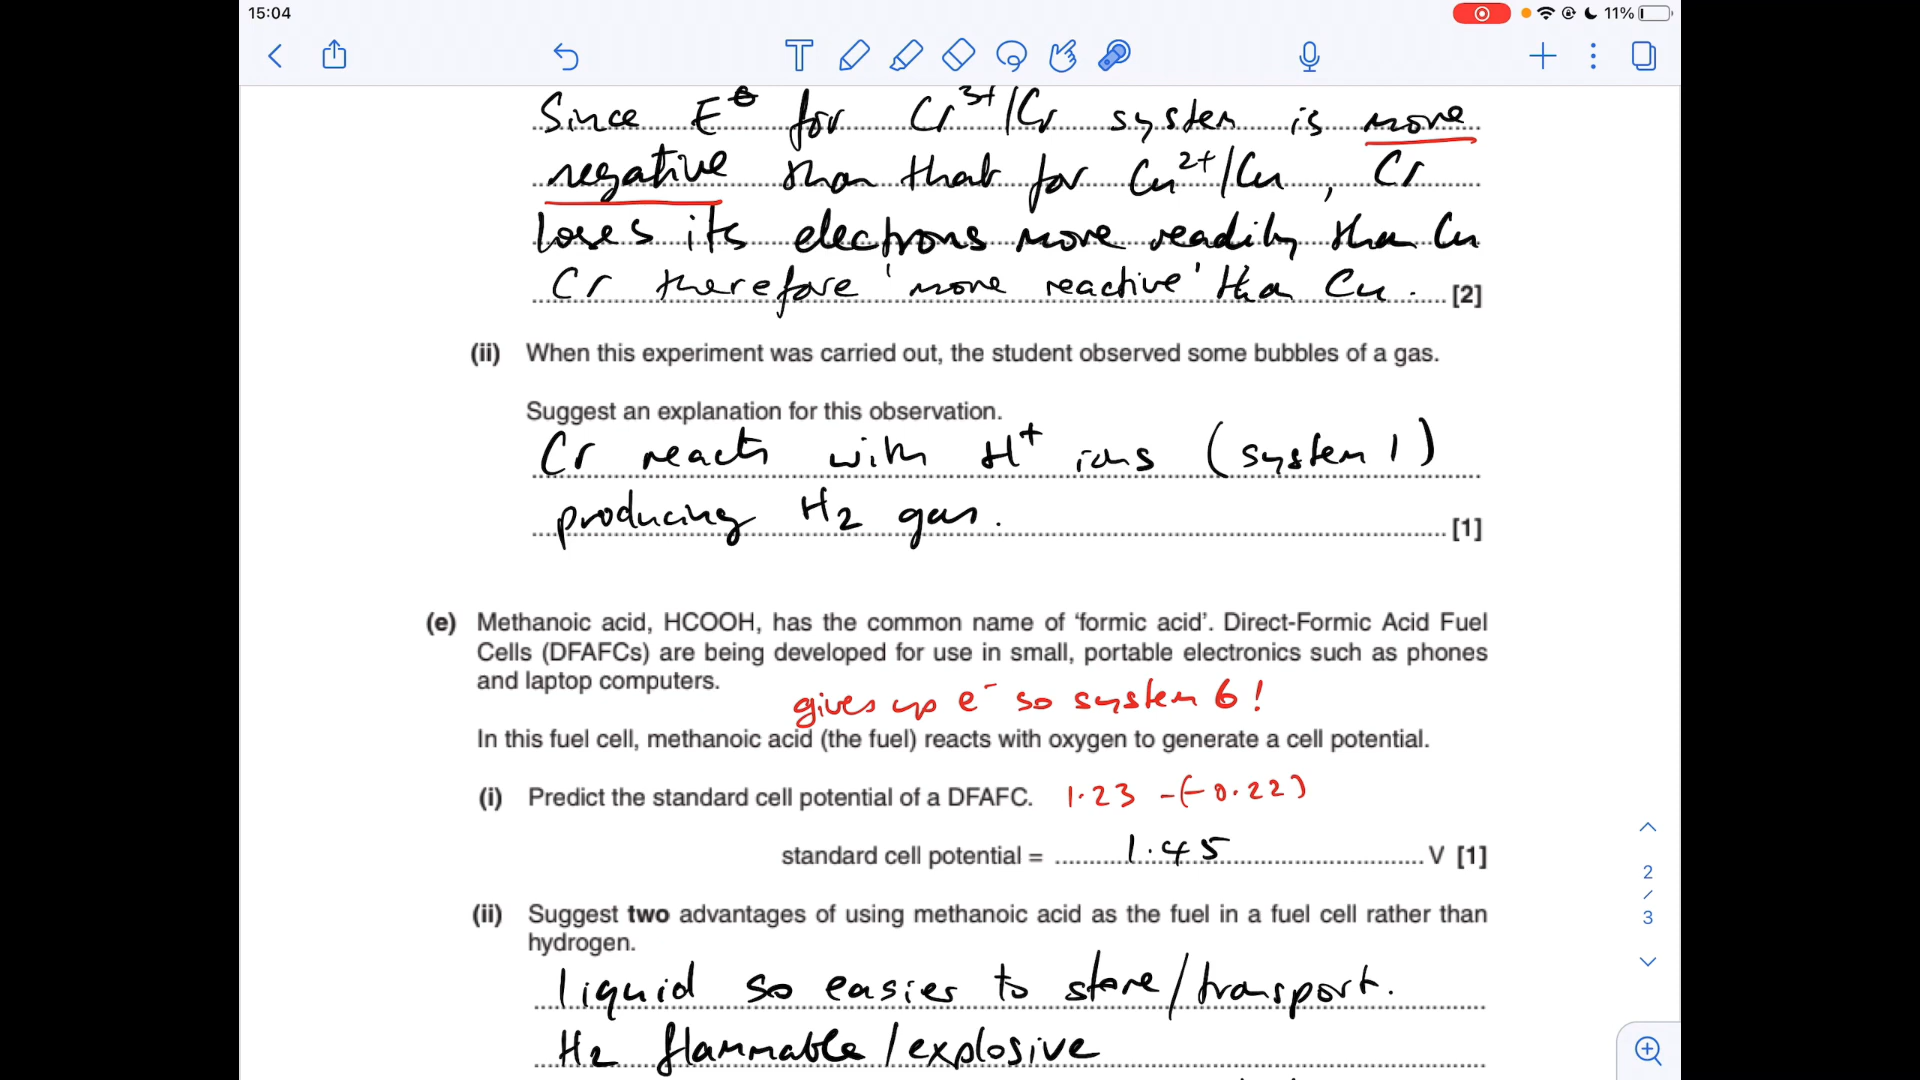 15:04
11%
Since E⦵ for Cr³⁺/Cr system is more
negative than that for Cu²⁺/Cu, Cr
loses its electrons more readily than Cu
Cr therefore 'more reactive' than Cu. [2]
(ii) When this experiment was carried out, the student observed some bubbles of a gas.
Suggest an explanation for this observation.
Cr reacts with H⁺ ions (system 1)
producing H₂ gas. [1]
(e) Methanoic acid, HCOOH, has the common name of ‘formic acid’. Direct-Formic Acid Fuel
Cells (DFAFCs) are being developed for use in small, portable electronics such as phones
and laptop computers.
gives up e⁻ so system 6!
In this fuel cell, methanoic acid (the fuel) reacts with oxygen to generate a cell potential.
(i) Predict the standard cell potential of a DFAFC. 1.23 -(-0.22)
standard cell potential = 1.45 V [1]
(ii) Suggest two advantages of using methanoic acid as the fuel in a fuel cell rather than
hydrogen.
liquid so easier to store/transport.
H₂ flammable/explosive
2
/
3